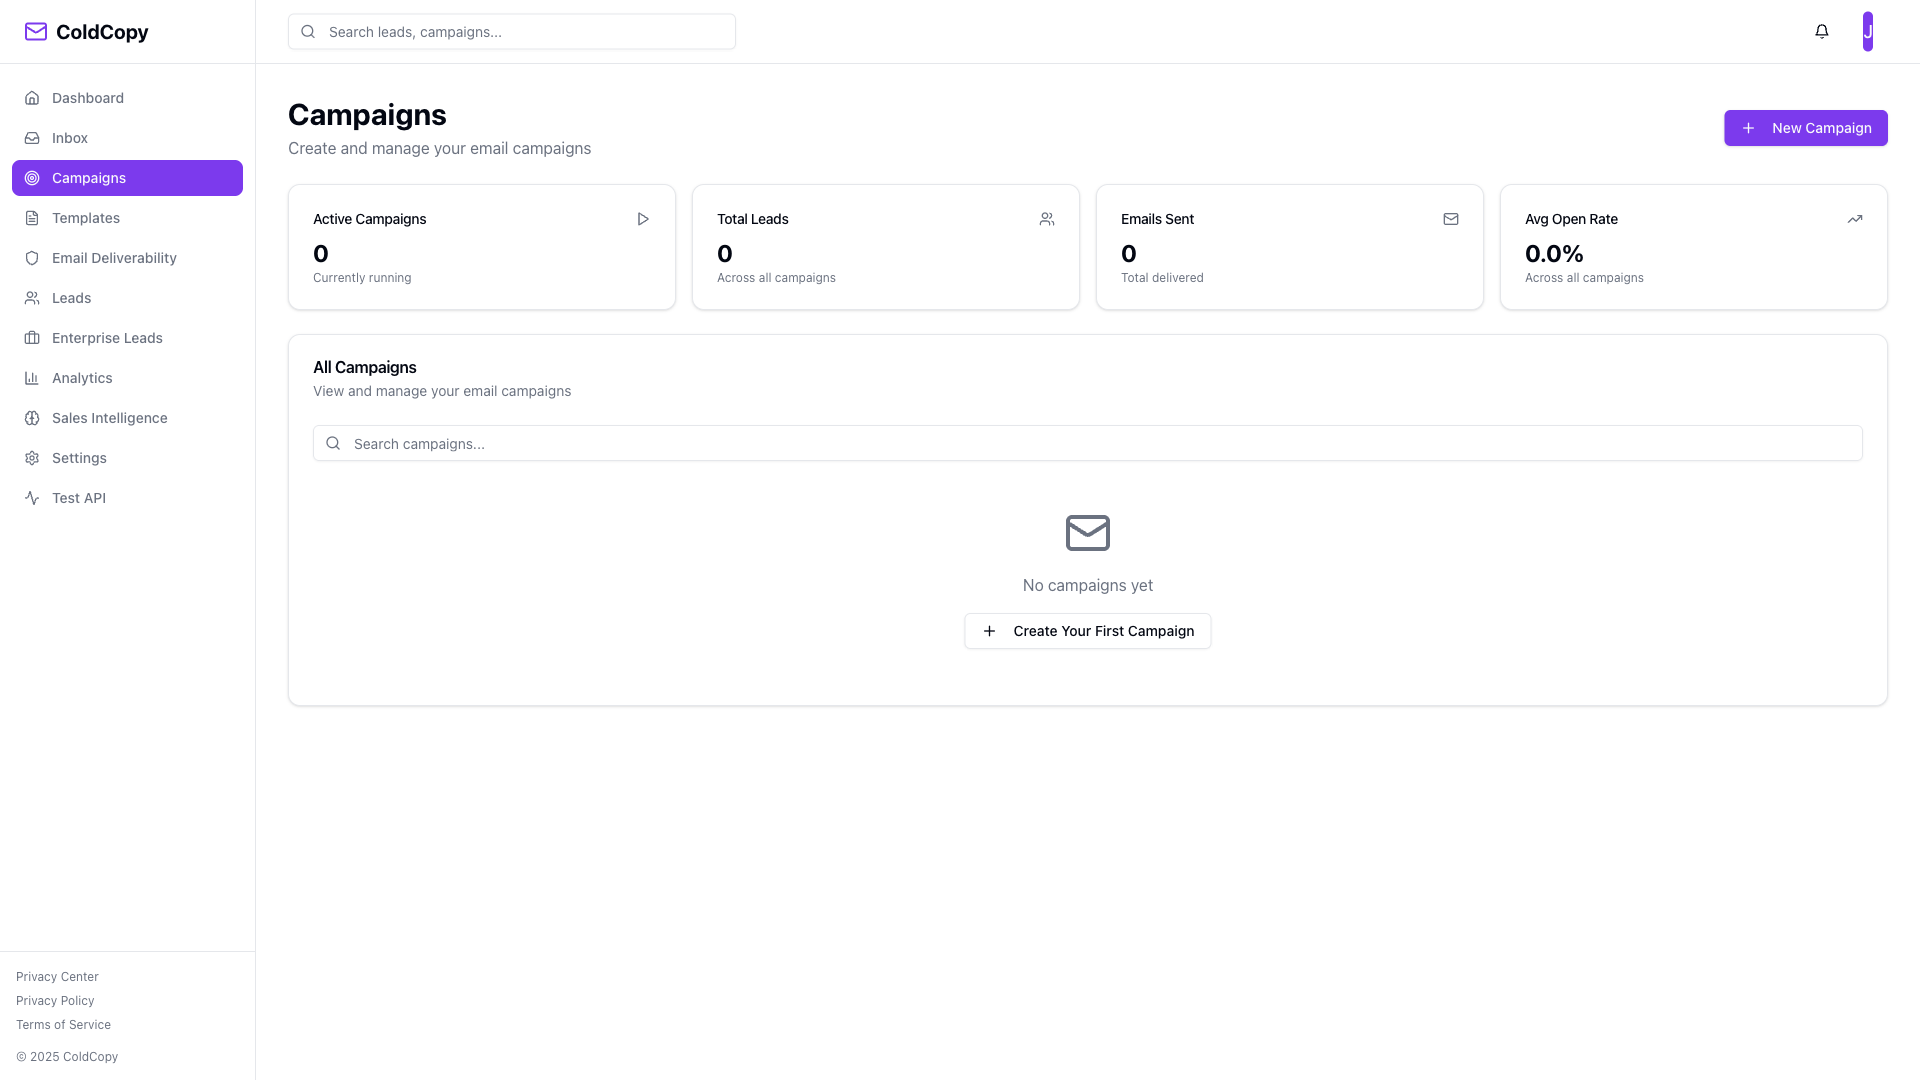 ColdCopy
Search leads, campaigns...
J
Dashboard
Inbox
Campaigns
Templates
Email Deliverability
Leads
Enterprise Leads
Analytics
Sales Intelligence
Settings
Test API
Campaigns
Create and manage your email campaigns
New Campaign
Active Campaigns
0
Currently running
Total Leads
0
Across all campaigns
Emails Sent
0
Total delivered
Avg Open Rate
0.0%
Across all campaigns
All Campaigns
View and manage your email campaigns
Search campaigns...
No campaigns yet
Create Your First Campaign
Privacy Center
Privacy Policy
Terms of Service
© 2025 ColdCopy